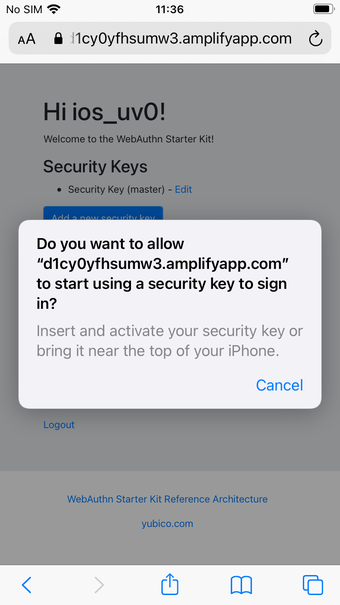 No SIM 11:36
AA d1cy0yfhsumw3.amplifyapp.com
Hi ios_uv0!
Welcome to the WebAuthn Starter Kit!
Security Keys
Security Key (master) - Edit
Add a new security key
Do you want to allow
“d1cy0yfhsumw3.amplifyapp.com”
to start using a security key to sign
in?
Insert and activate your security key or
bring it near the top of your iPhone.
Cancel
Logout
WebAuthn Starter Kit Reference Architecture
yubico.com